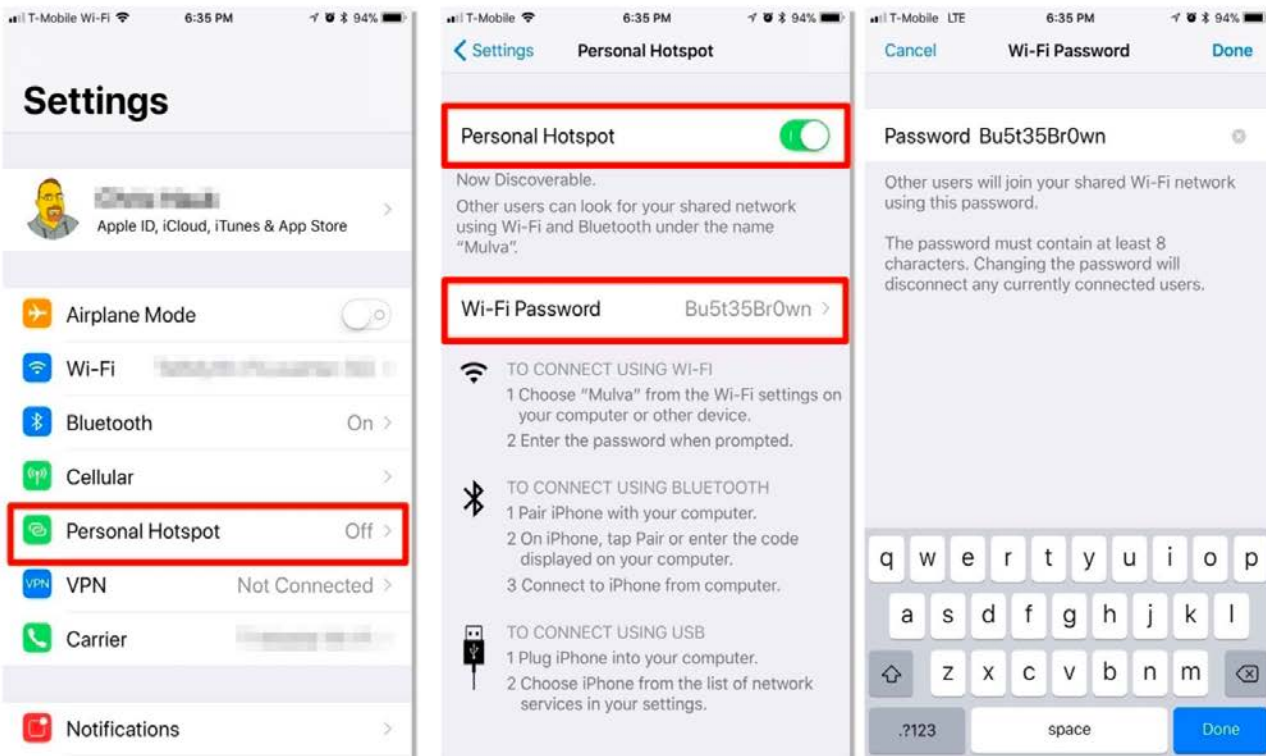 T-Mobile Wi-Fi 6:35 PM 94%
Settings
Apple ID, iCloud, iTunes & App Store
Airplane Mode
Wi-Fi
Bluetooth On
Cellular
Personal Hotspot Off
VPN VPN Not Connected
Carrier
Notifications
T-Mobile 6:35 PM 94%
Settings Personal Hotspot
Personal Hotspot
Now Discoverable.
Other users can look for your shared network
using Wi-Fi and Bluetooth under the name
“Mulva”.
Wi-Fi Password Bu5t35Br0wn
TO CONNECT USING WI-FI
1 Choose “Mulva” from the Wi-Fi settings on
your computer or other device.
2 Enter the password when prompted.
TO CONNECT USING BLUETOOTH
1 Pair iPhone with your computer.
2 On iPhone, tap Pair or enter the code
displayed on your computer.
3 Connect to iPhone from computer.
TO CONNECT USING USB
1 Plug iPhone into your computer.
2 Choose iPhone from the list of network
services in your settings.
T-Mobile LTE 6:35 PM 94%
Cancel Wi-Fi Password Done
Password Bu5t35Br0wn
Other users will join your shared Wi-Fi network
using this password.
The password must contain at least 8
characters. Changing the password will
disconnect any currently connected users.
q w e r t y u i o p
a s d f g h j k l
z x c v b n m
.?123 space Done